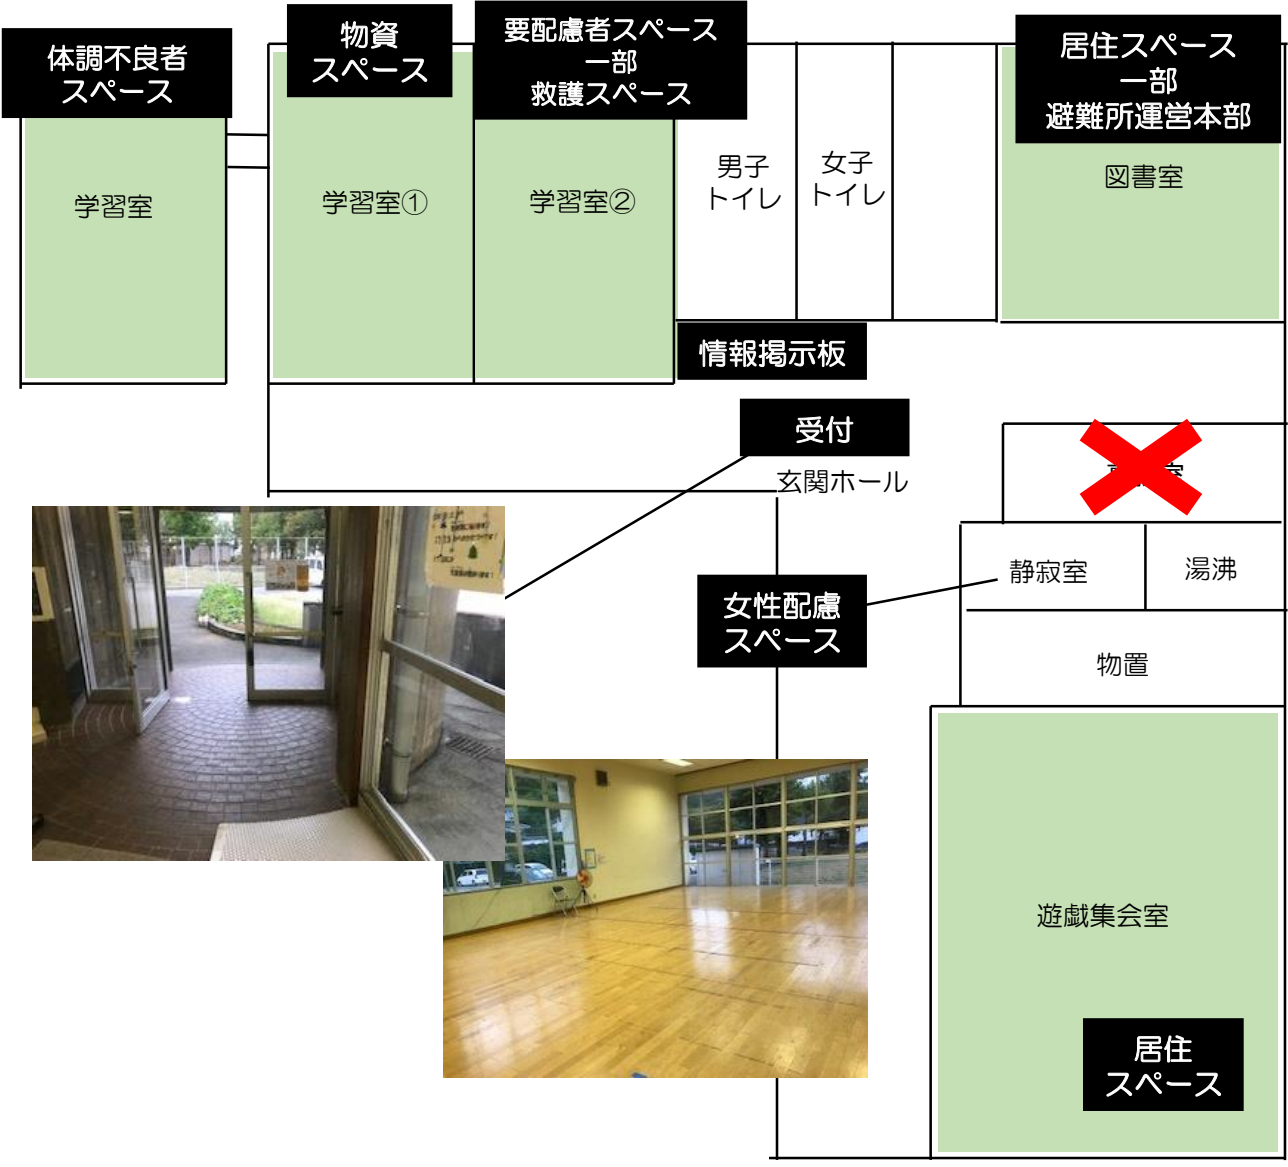 体調不良者
スペース
物資
スペース
要配慮者スペース
一部
救護スペース
居住スペース
一部
避難所運営本部
学習室
学習室①
学習室②
男子
トイレ
女子
トイレ
図書室
情報掲示板
受付
玄関ホール
室
静寂室
湯沸
女性配慮
スペース
物置
遊戯集会室
居住
スペース